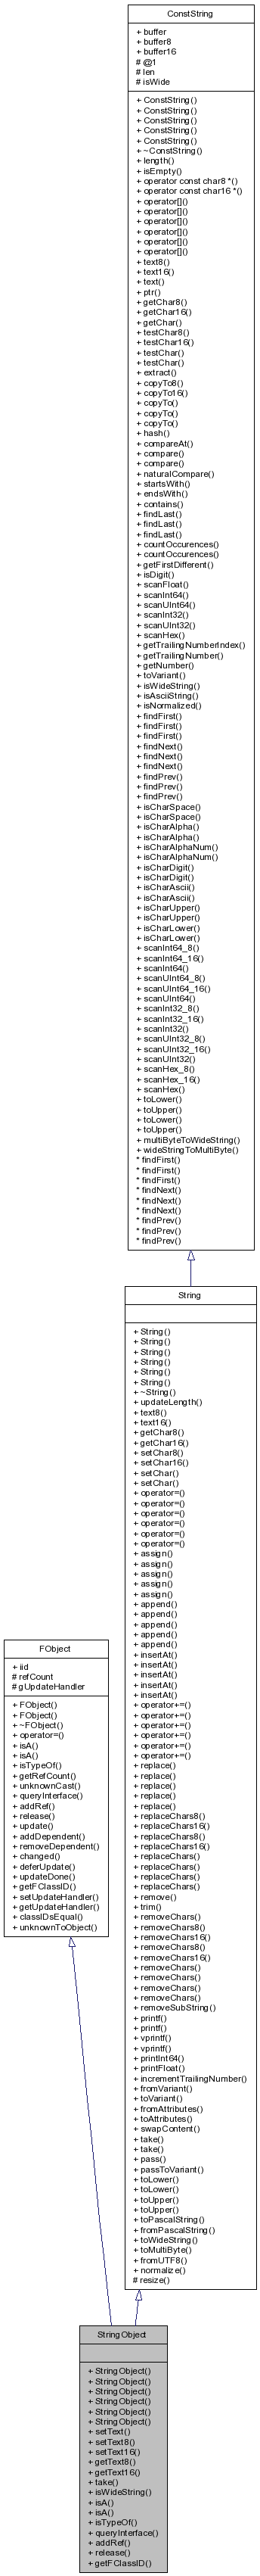 ConstString
+ buffer
+ buffer8
+ buffer16
# @1
# len
# isWide
+ ConstString()
+ ConstString()
+ ConstString()
+ ConstString()
+ ConstString()
+ ~ConstString()
+ length()
+ isEmpty()
+ operator const char8 *()
+ operator const char16 *()
+ operator[]()
+ operator[]()
+ operator[]()
+ operator[]()
+ operator[]()
+ operator[]()
+ text8()
+ text16()
+ text()
+ ptr()
+ getChar8()
+ getChar16()
+ getChar()
+ testChar8()
+ testChar16()
+ testChar()
+ testChar()
+ extract()
+ copyTo8()
+ copyTo16()
+ copyTo()
+ copyTo()
+ copyTo()
+ hash()
+ compareAt()
+ compare()
+ compare()
+ naturalCompare()
+ startsWith()
+ endsWith()
+ contains()
+ findLast()
+ findLast()
+ findLast()
+ countOccurences()
+ countOccurences()
+ getFirstDifferent()
+ isDigit()
+ scanFloat()
+ scanInt64()
+ scanUInt64()
+ scanInt32()
+ scanUInt32()
+ scanHex()
+ getTrailingNumberIndex()
+ getTrailingNumber()
+ getNumber()
+ toVariant()
+ isWideString()
+ isAsciiString()
+ isNormalized()
+ findFirst()
+ findFirst()
+ findFirst()
+ findNext()
+ findNext()
+ findNext()
+ findPrev()
+ findPrev()
+ findPrev()
+ isCharSpace()
+ isCharSpace()
+ isCharAlpha()
+ isCharAlpha()
+ isCharAlphaNum()
+ isCharAlphaNum()
+ isCharDigit()
+ isCharDigit()
+ isCharAscii()
+ isCharAscii()
+ isCharUpper()
+ isCharUpper()
+ isCharLower()
+ isCharLower()
+ scanInt64_8()
+ scanInt64_16()
+ scanInt64()
+ scanUInt64_8()
+ scanUInt64_16()
+ scanUInt64()
+ scanInt32_8()
+ scanInt32_16()
+ scanInt32()
+ scanUInt32_8()
+ scanUInt32_16()
+ scanUInt32()
+ scanHex_8()
+ scanHex_16()
+ scanHex()
+ toLower()
+ toUpper()
+ toLower()
+ toUpper()
+ multiByteToWideString()
+ wideStringToMultiByte()
* findFirst()
* findFirst()
* findFirst()
* findNext()
* findNext()
* findNext()
* findPrev()
* findPrev()
* findPrev()
String
+ String()
+ String()
+ String()
+ String()
+ String()
+ String()
+ ~String()
+ updateLength()
+ text8()
+ text16()
+ getChar8()
+ getChar16()
+ setChar8()
+ setChar16()
+ setChar()
+ setChar()
+ operator=()
+ operator=()
+ operator=()
+ operator=()
+ operator=()
+ operator=()
+ assign()
+ assign()
+ assign()
+ assign()
+ assign()
+ append()
+ append()
+ append()
+ append()
+ append()
+ insertAt()
+ insertAt()
+ insertAt()
+ insertAt()
+ insertAt()
+ operator+=()
+ operator+=()
+ operator+=()
+ operator+=()
+ operator+=()
+ operator+=()
+ replace()
+ replace()
+ replace()
+ replace()
+ replace()
+ replaceChars8()
+ replaceChars16()
+ replaceChars8()
+ replaceChars16()
+ replaceChars()
+ replaceChars()
+ replaceChars()
+ replaceChars()
+ remove()
+ trim()
+ removeChars()
+ removeChars8()
+ removeChars16()
+ removeChars8()
+ removeChars16()
+ removeChars()
+ removeChars()
+ removeChars()
+ removeChars()
+ removeSubString()
+ printf()
+ printf()
+ vprintf()
+ vprintf()
+ printInt64()
+ printFloat()
+ incrementTrailingNumber()
+ fromVariant()
+ toVariant()
+ fromAttributes()
+ toAttributes()
+ swapContent()
+ take()
+ take()
+ pass()
+ passToVariant()
+ toLower()
+ toLower()
+ toUpper()
+ toUpper()
+ toPascalString()
+ fromPascalString()
+ toWideString()
+ toMultiByte()
+ fromUTF8()
+ normalize()
# resize()
FObject
+ iid
# refCount
# gUpdateHandler
+ FObject()
+ FObject()
+ ~FObject()
+ operator=()
+ isA()
+ isA()
+ isTypeOf()
+ getRefCount()
+ unknownCast()
+ queryInterface()
+ addRef()
+ release()
+ update()
+ addDependent()
+ removeDependent()
+ changed()
+ deferUpdate()
+ updateDone()
+ getFClassID()
+ setUpdateHandler()
+ getUpdateHandler()
+ classIDsEqual()
+ unknownToObject()
StringObject
+ StringObject()
+ StringObject()
+ StringObject()
+ StringObject()
+ StringObject()
+ StringObject()
+ setText()
+ setText8()
+ setText16()
+ getText8()
+ getText16()
+ take()
+ isWideString()
+ isA()
+ isA()
+ isTypeOf()
+ queryInterface()
+ addRef()
+ release()
+ getFClassID()